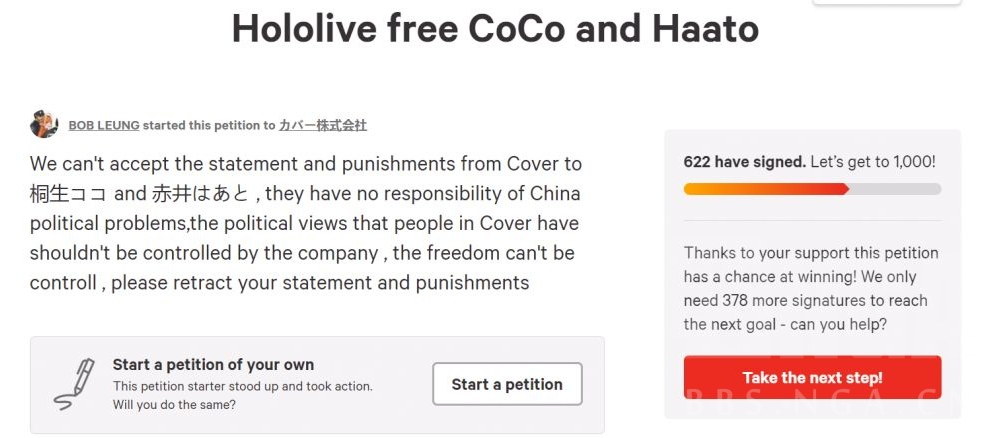 Hololive free CoCo and Haato
BOB LEUNG started this petition to カバー株式会社
We can't accept the statement and punishments from Cover to
桐生ココ and 赤井はあと , they have no responsibility of China
political problems,the political views that people in Cover have
shouldn't be controlled by the company , the freedom can't be
controll , please retract your statement and punishments
Start a petition of your own
This petition starter stood up and took action.
Will you do the same?
Start a petition
622 have signed. Let's get to 1,000!
Thanks to your support this petition
has a chance at winning! We only
need 378 more signatures to reach
the next goal - can you help?
Take the next step!